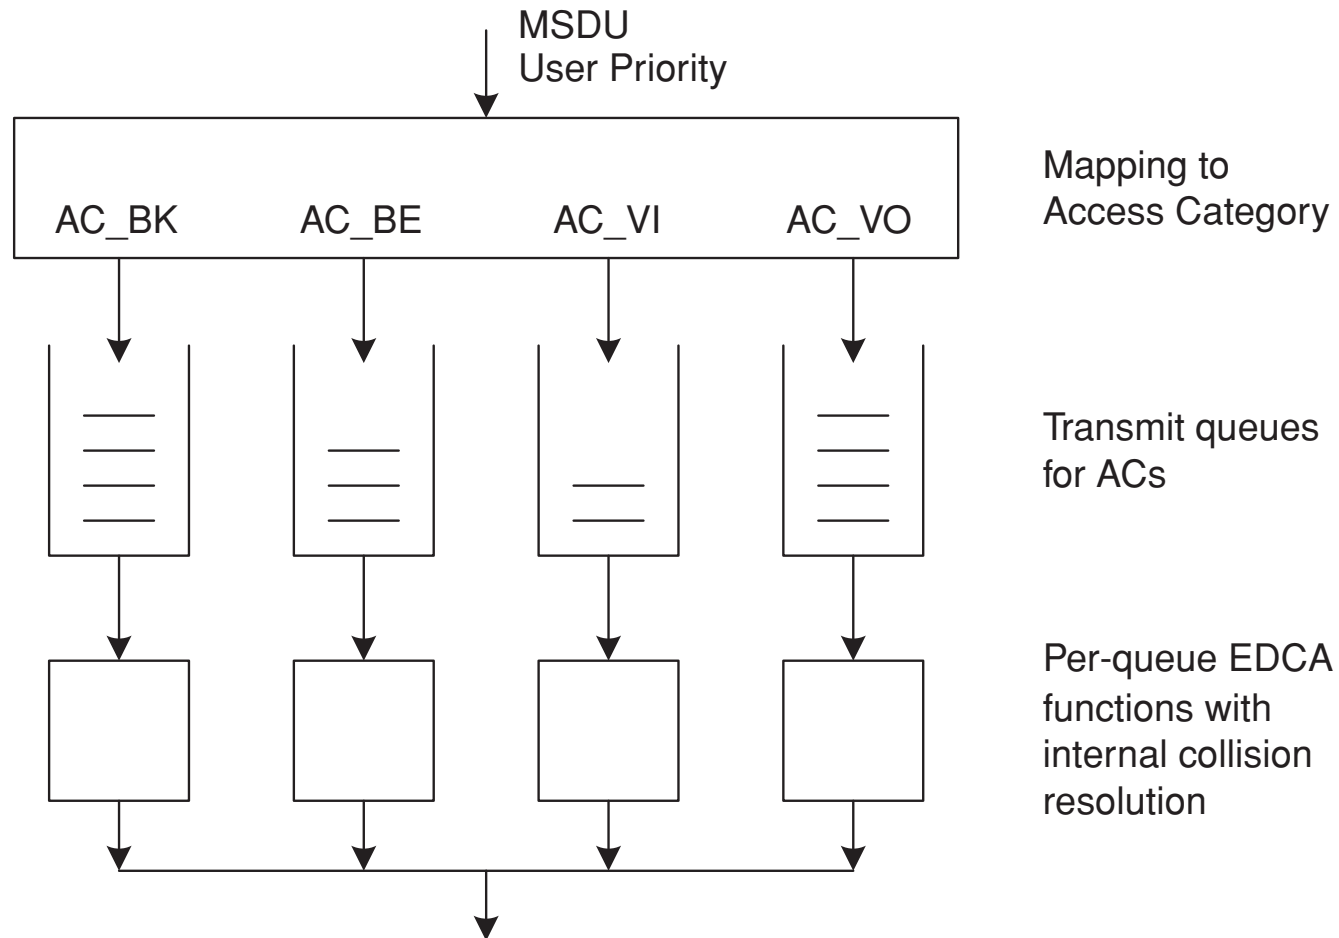 MSDU
User Priority
Mapping to
Access Category
AC_BK AC_BE AC_VI AC_VO
Transmit queues
for ACs
Per-queue EDCA
functions with
internal collision
resolution